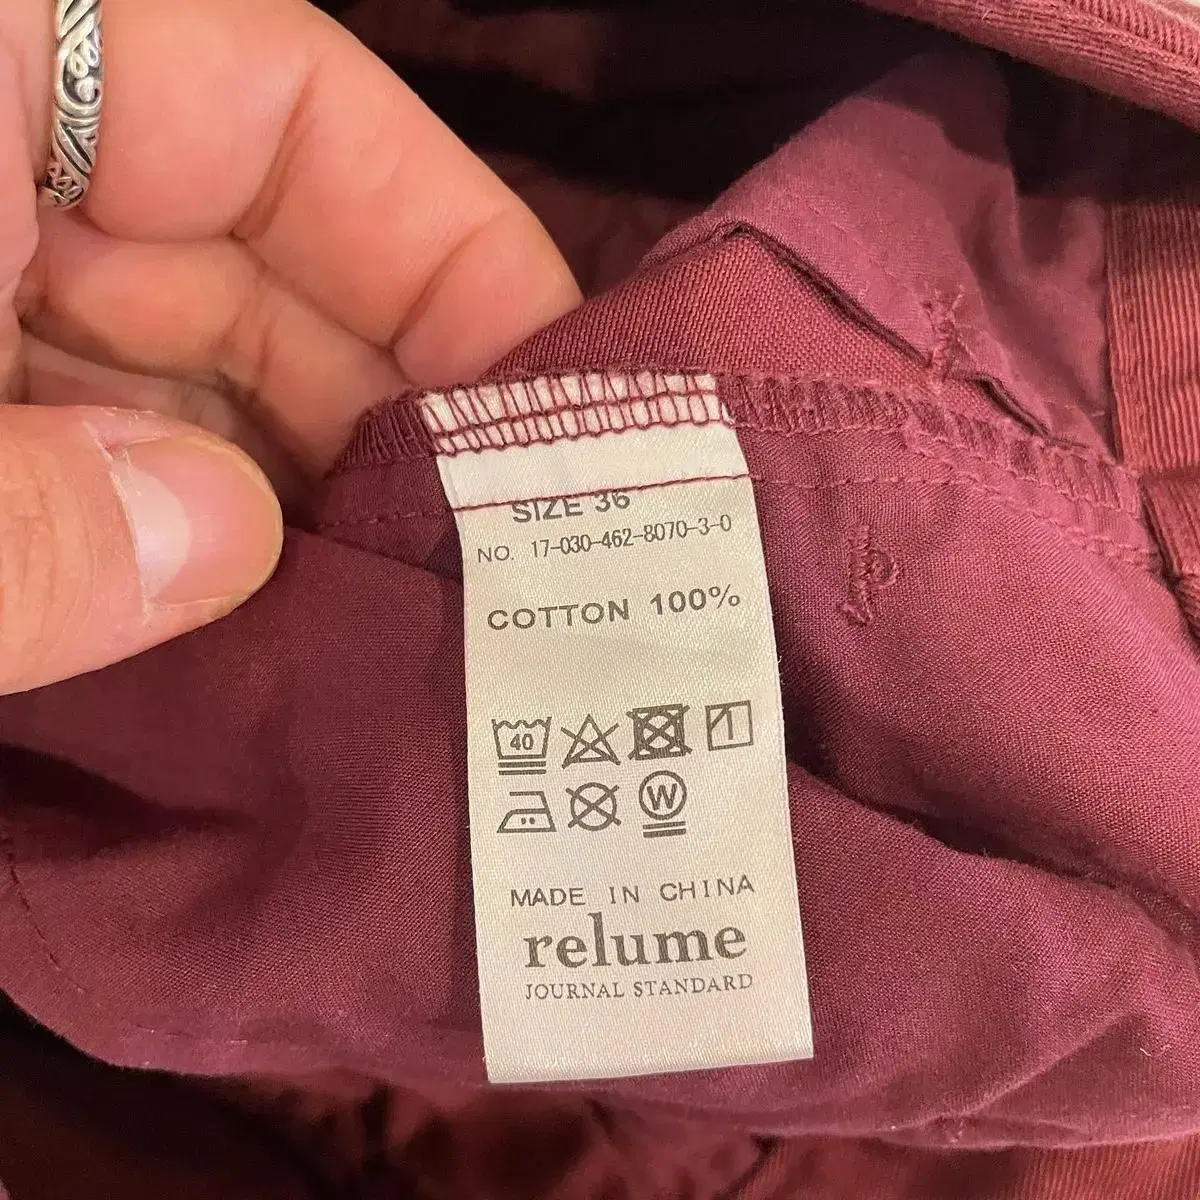 SIZE 36
NO. 17-030-462-8070-3-0
COTTON 100%
40
W
MADE IN CHINA
relume
JOURNAL STANDARD